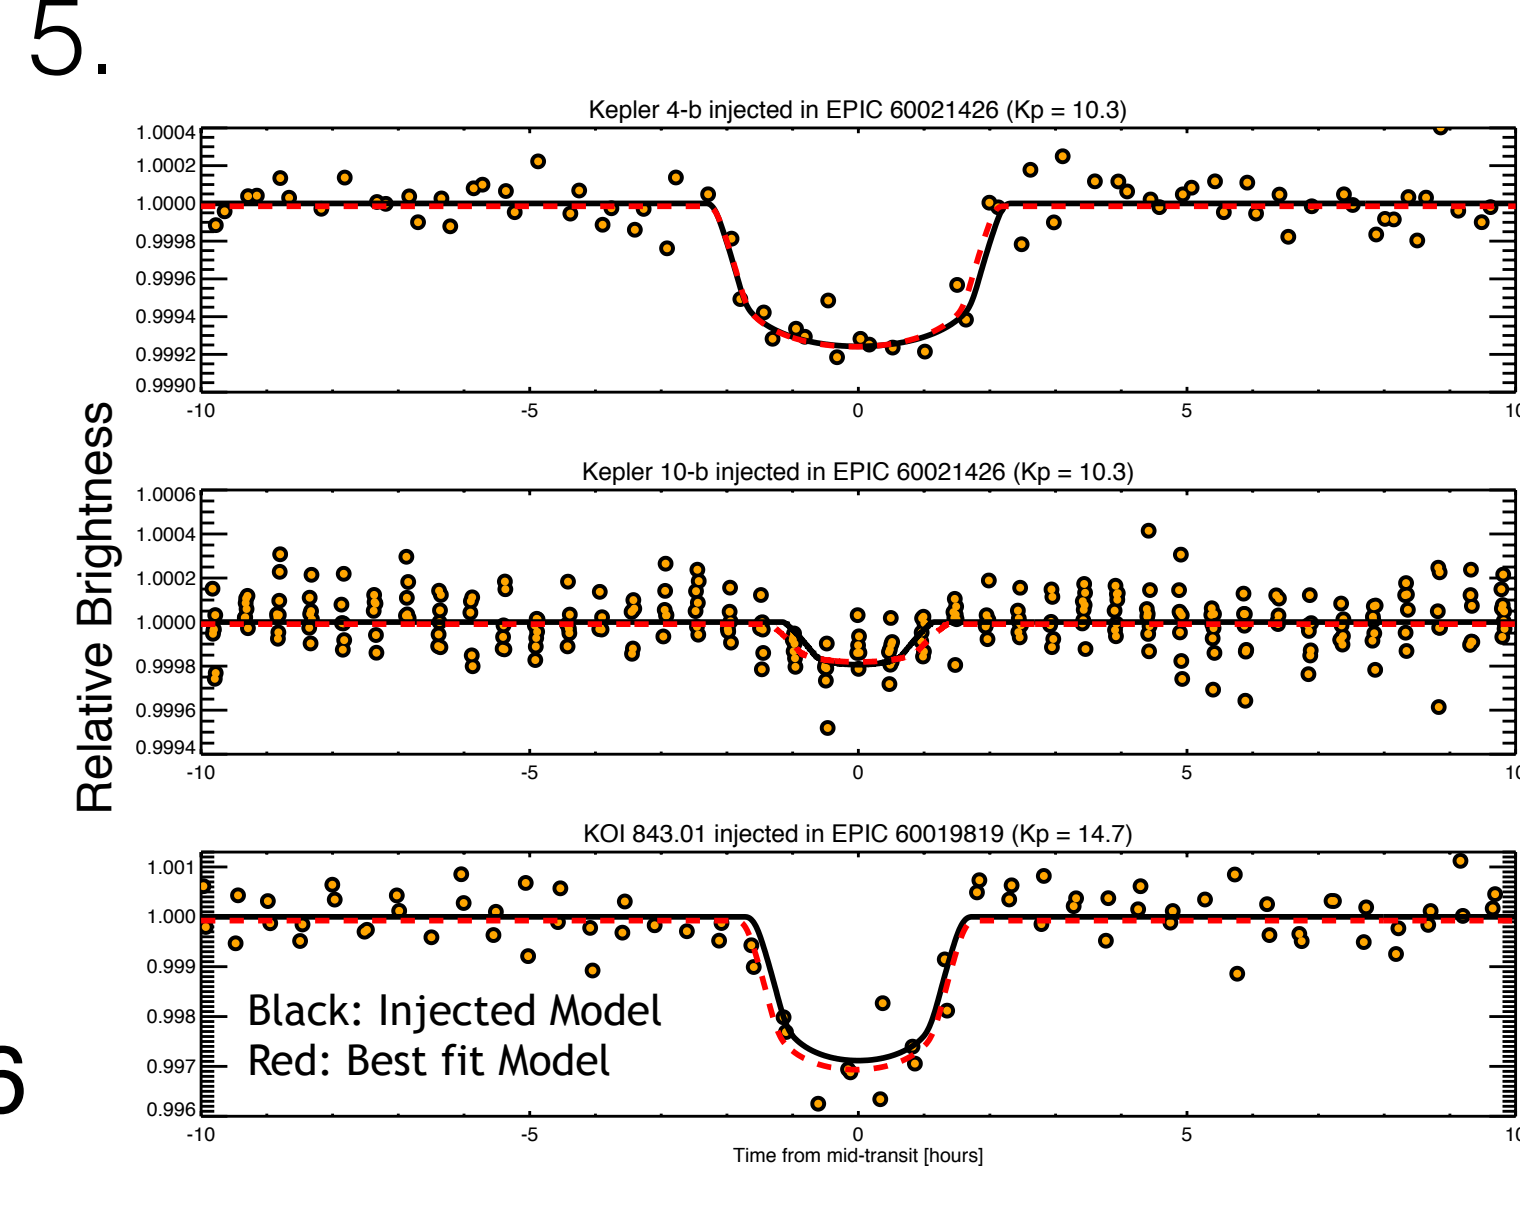 5.
Kepler 4-b injected in EPIC 60021426 (Kp = 10.3)
1.0004
1.0002
1.0000
0.9998
0.9996
0.9994
0.9992
0.9990
-10 -5 0 5 10
Relative Brightness
Kepler 10-b injected in EPIC 60021426 (Kp = 10.3)
1.0006
1.0004
1.0002
1.0000
0.9998
0.9996
0.9994
-10 -5 0 5 10
KOI 843.01 injected in EPIC 60019819 (Kp = 14.7)
1.001
1.000
0.999
0.998
0.997
0.996
Black: Injected Model
Red: Best fit Model
-10 -5 0 5 10
Time from mid-transit [hours]